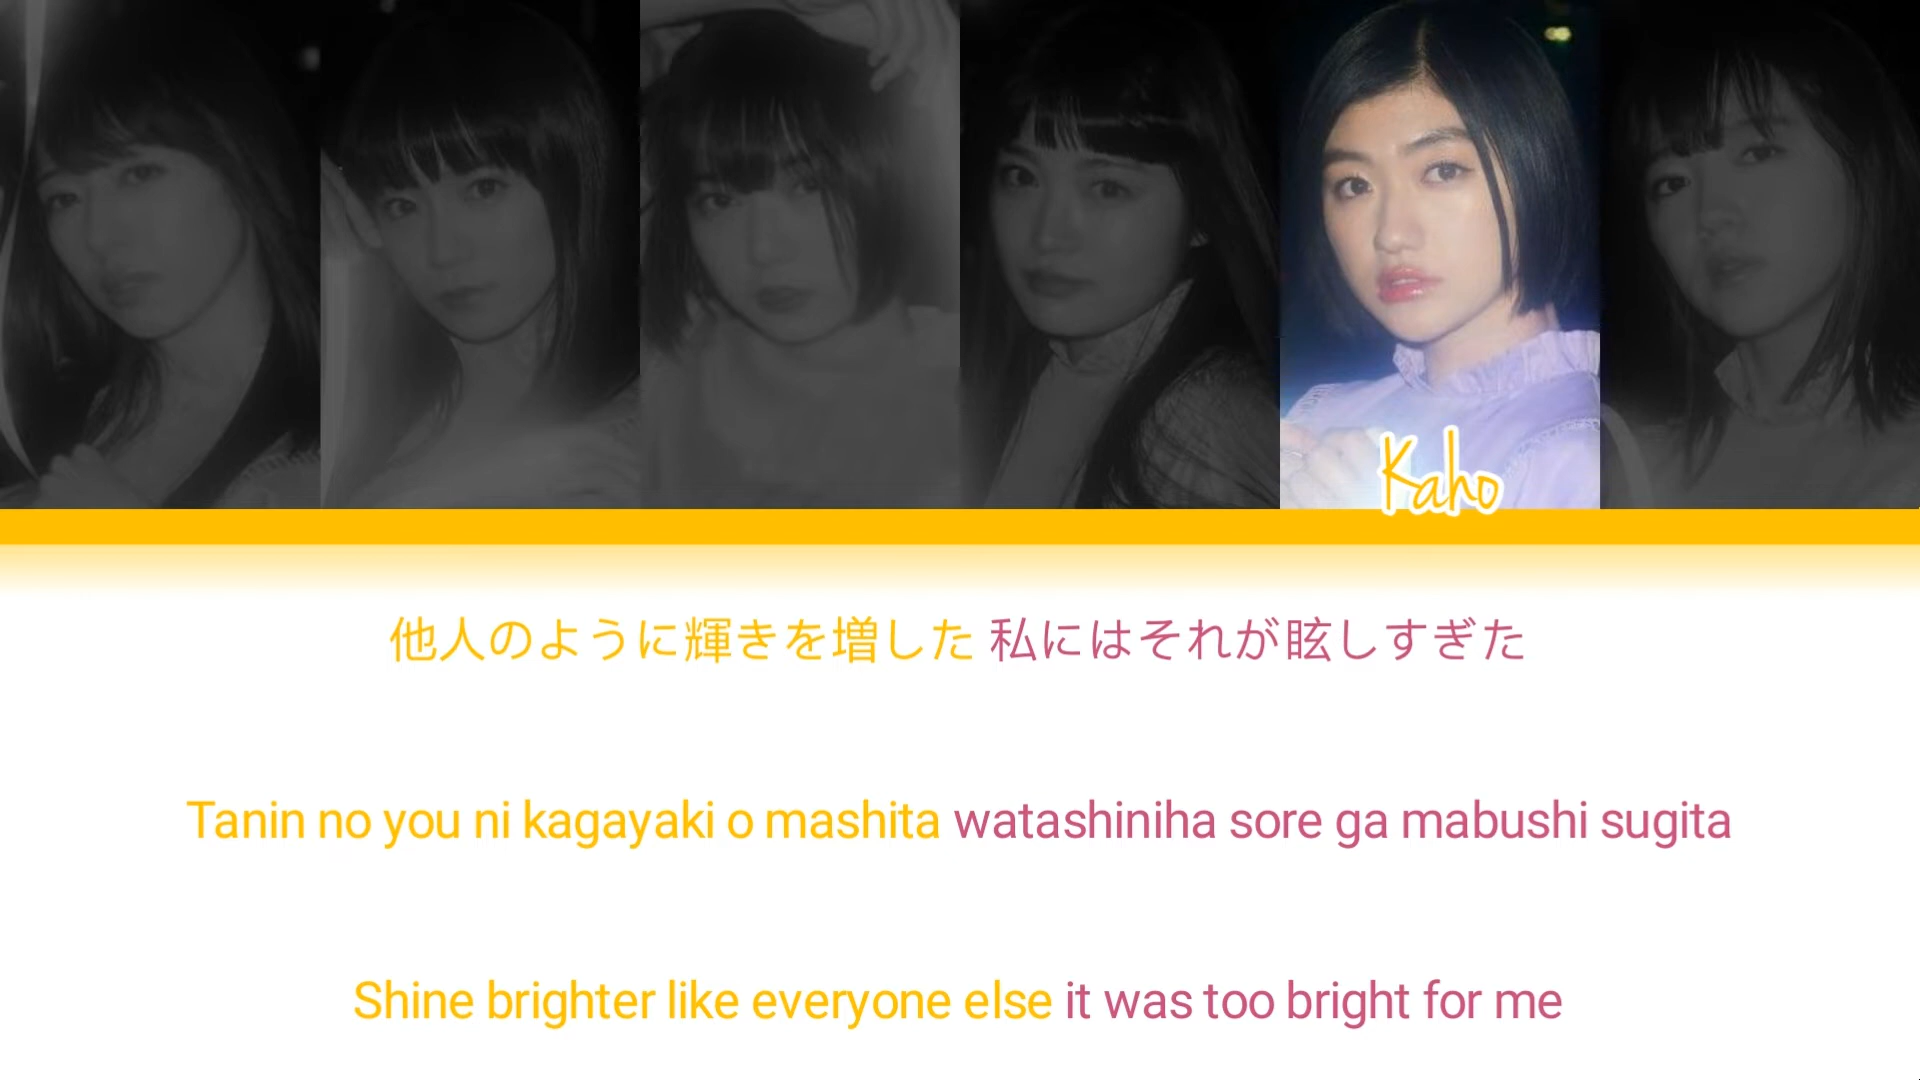 Kaho
他人のように輝きを増した 私にはそれが眩しすぎた
Tanin no you ni kagayaki o mashita watashiniha sore ga mabushi sugita
Shine brighter like everyone else it was too bright for me